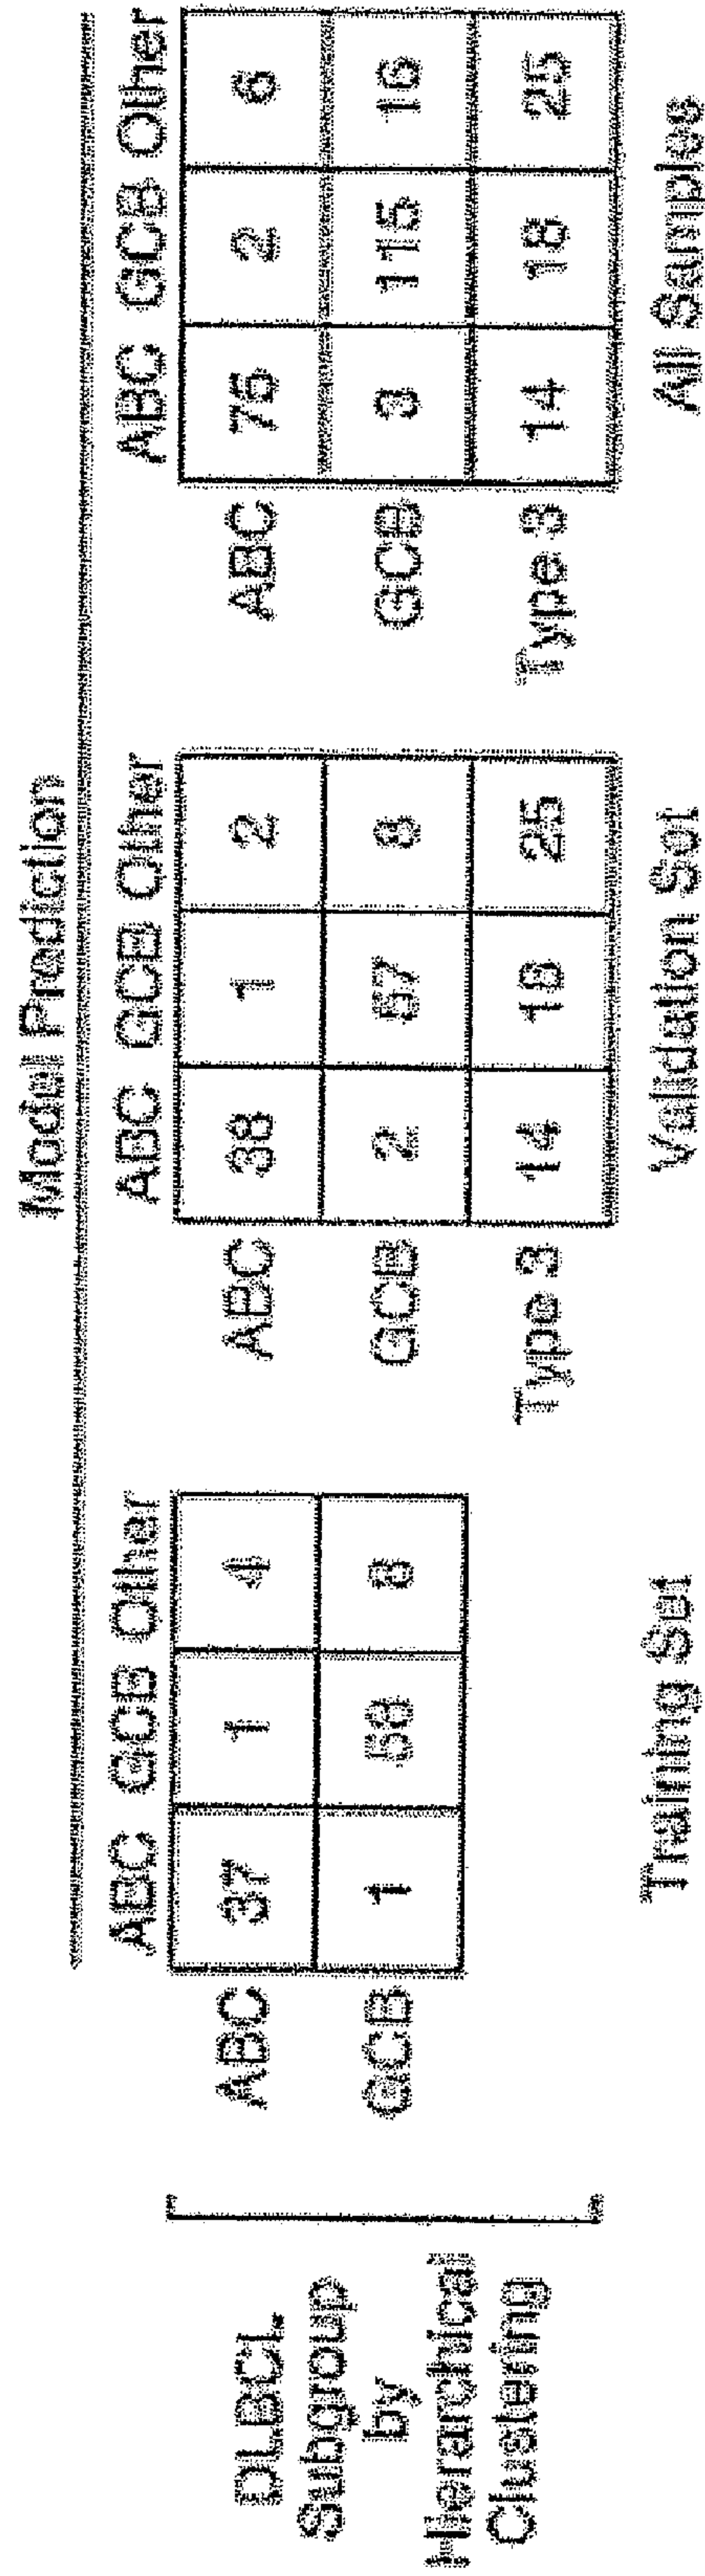 Model Prediction
ABC GCB Other ABC GCB Other ABC GCB Other
DLBCL
Subgroup
by
Hierarchical
Clustering
ABC 37 1 4 ABC 38 1 2 ABC 75 2 6
GCB 1 58 8 GCB 2 57 8 GCB 3 115 16
Type 3 14 18 25 Type 3 14 18 25
Training Set Validation Set All Samples